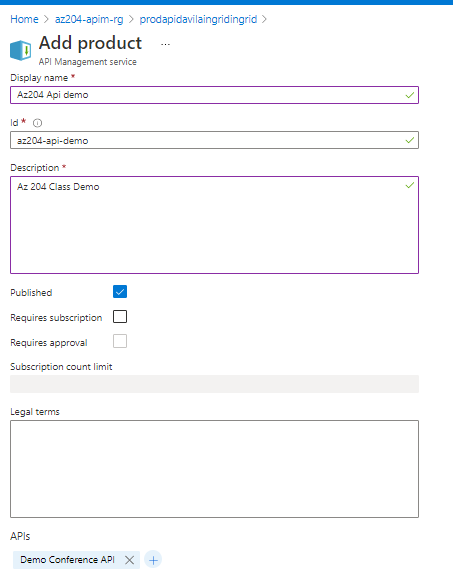 Home > az204-apim-rg > prodapidavilaingridingrid >
Add product ...
API Management service
Display name *
Az204 Api demo
Id *
az204-api-demo
Description *
Az 204 Class Demo
Published
Requires subscription
Requires approval
Subscription count limit
Legal terms
APIs
Demo Conference API